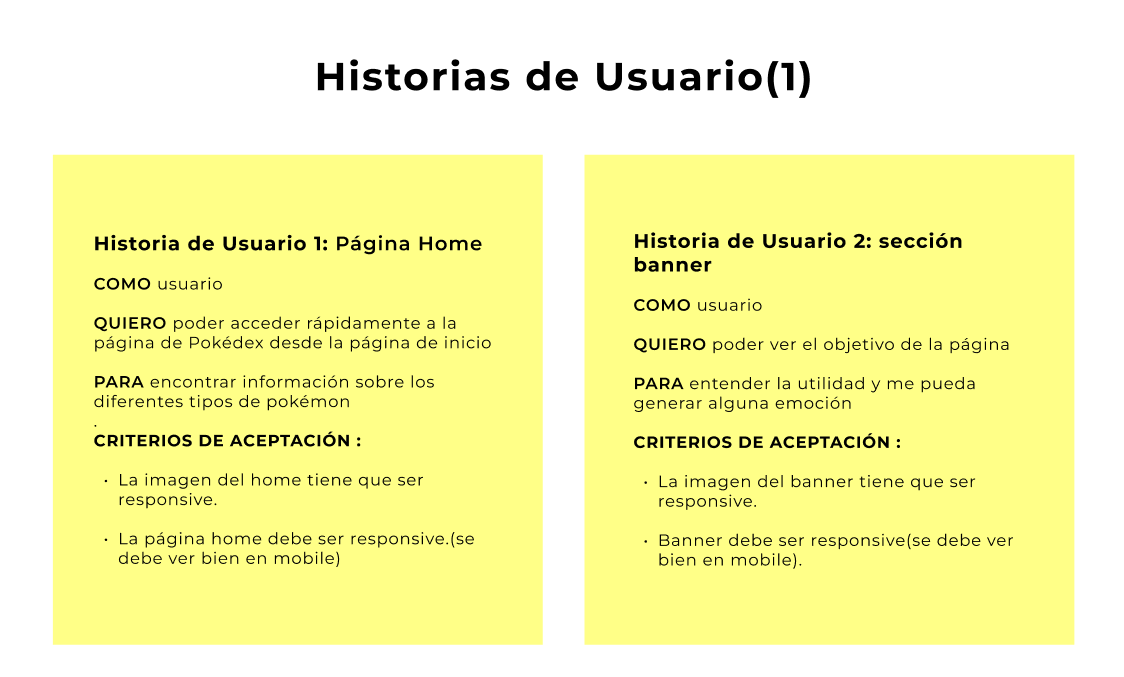 Historias de Usuario(1)
Historia de Usuario 1: Página Home
COMO usuario
QUIERO poder acceder rápidamente a la
página de Pokédex desde la página de inicio
PARA encontrar información sobre los
diferentes tipos de pokémon
.
CRITERIOS DE ACEPTACIÓN :
• La imagen del home tiene que ser
responsive.
• La página home debe ser responsive.(se
debe ver bien en mobile)
Historia de Usuario 2: sección
banner
COMO usuario
QUIERO poder ver el objetivo de la página
PARA entender la utilidad y me pueda
generar alguna emoción
CRITERIOS DE ACEPTACIÓN :
• La imagen del banner tiene que ser
responsive.
• Banner debe ser responsive(se debe ver
bien en mobile).